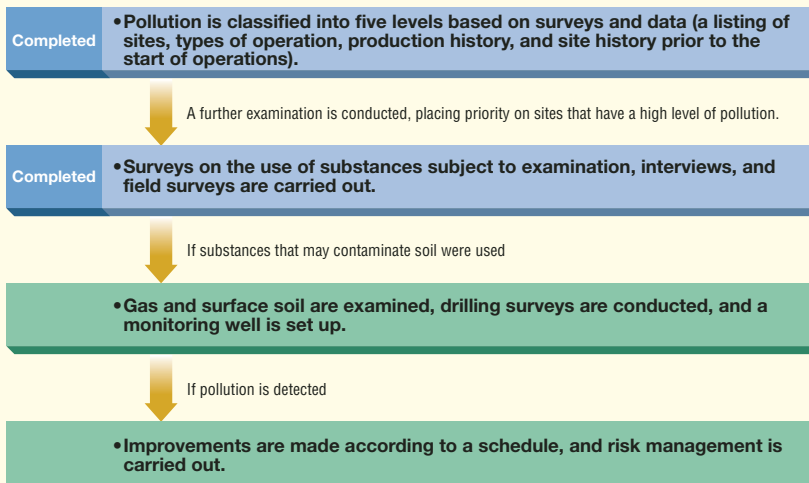 Completed
•Pollution is classified into five levels based on surveys and data (a listing of
sites, types of operation, production history, and site history prior to the
start of operations).
A further examination is conducted, placing priority on sites that have a high level of pollution.
Completed
•Surveys on the use of substances subject to examination, interviews, and
field surveys are carried out.
If substances that may contaminate soil were used
•Gas and surface soil are examined, drilling surveys are conducted, and a
monitoring well is set up.
If pollution is detected
•Improvements are made according to a schedule, and risk management is
carried out.